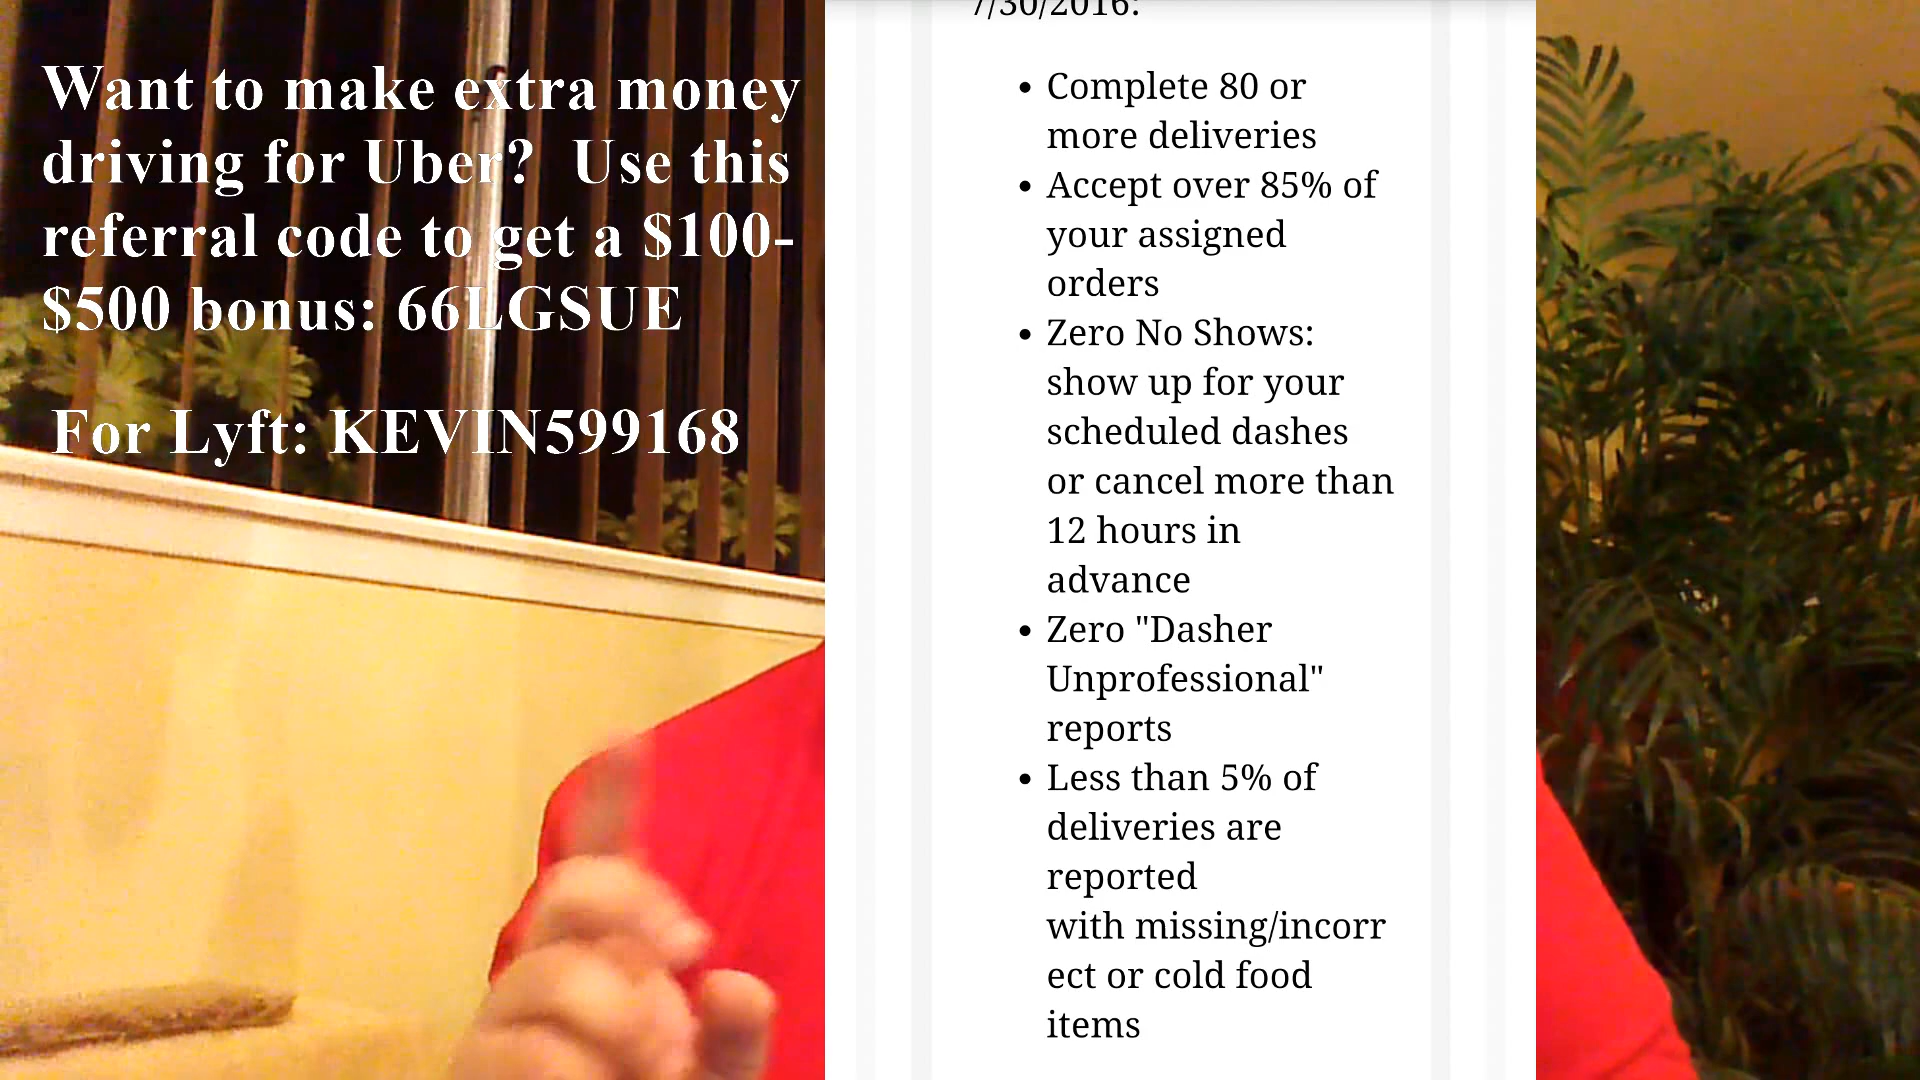 Want to make extra money
driving for Uber?  Use this
referral code to get a $100-
$500 bonus: 66LGSUE
For Lyft: KEVIN599168
7/30/2016:
• Complete 80 or
more deliveries
• Accept over 85% of
your assigned
orders
• Zero No Shows:
show up for your
scheduled dashes
or cancel more than
12 hours in
advance
• Zero "Dasher
Unprofessional"
reports
• Less than 5% of
deliveries are
reported
with missing/incorr
ect or cold food
items